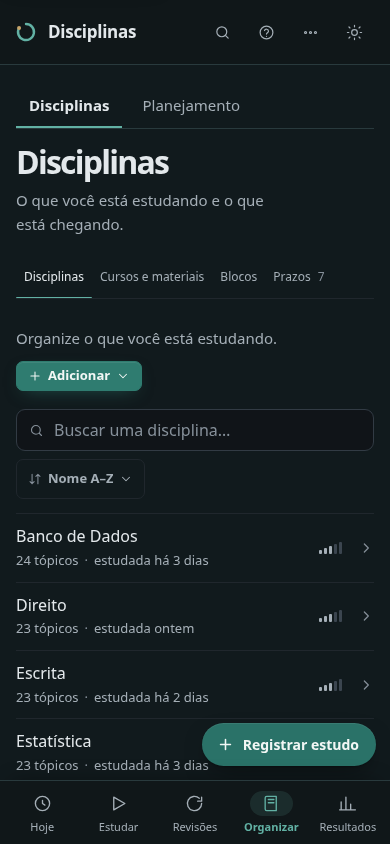 Disciplinas
Disciplinas
Planejamento
Disciplinas
O que você está estudando e o que
está chegando.
Disciplinas
Cursos e materiais
Blocos
Prazos 7
Organize o que você está estudando.
Adicionar
Buscar uma disciplina...
Nome A–Z
Banco de Dados
24 tópicos · estudada há 3 dias
Direito
23 tópicos · estudada ontem
Escrita
23 tópicos · estudada há 2 dias
Estatística
23 tópicos · estudada há 3 dias
Registrar estudo
Hoje
Estudar
Revisões
Organizar
Resultados